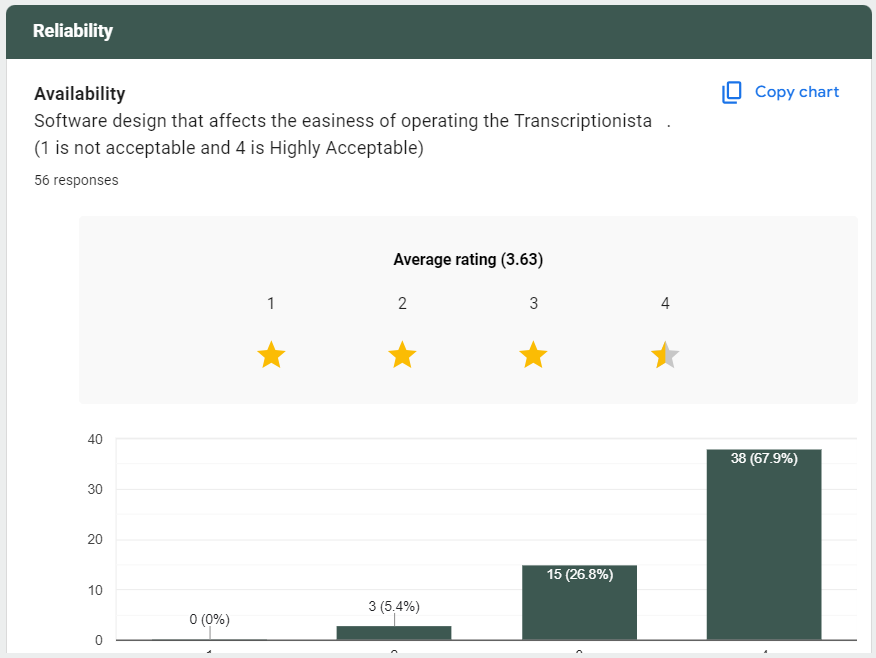 Reliability
Availability
Copy chart
Software design that affects the easiness of operating the Transcriptionista .
(1 is not acceptable and 4 is Highly Acceptable)
56 responses
Average rating (3.63)
1 2 3 4
40
38 (67.9%)
30
20
15 (26.8%)
10
3 (5.4%)
0 (0%)
0